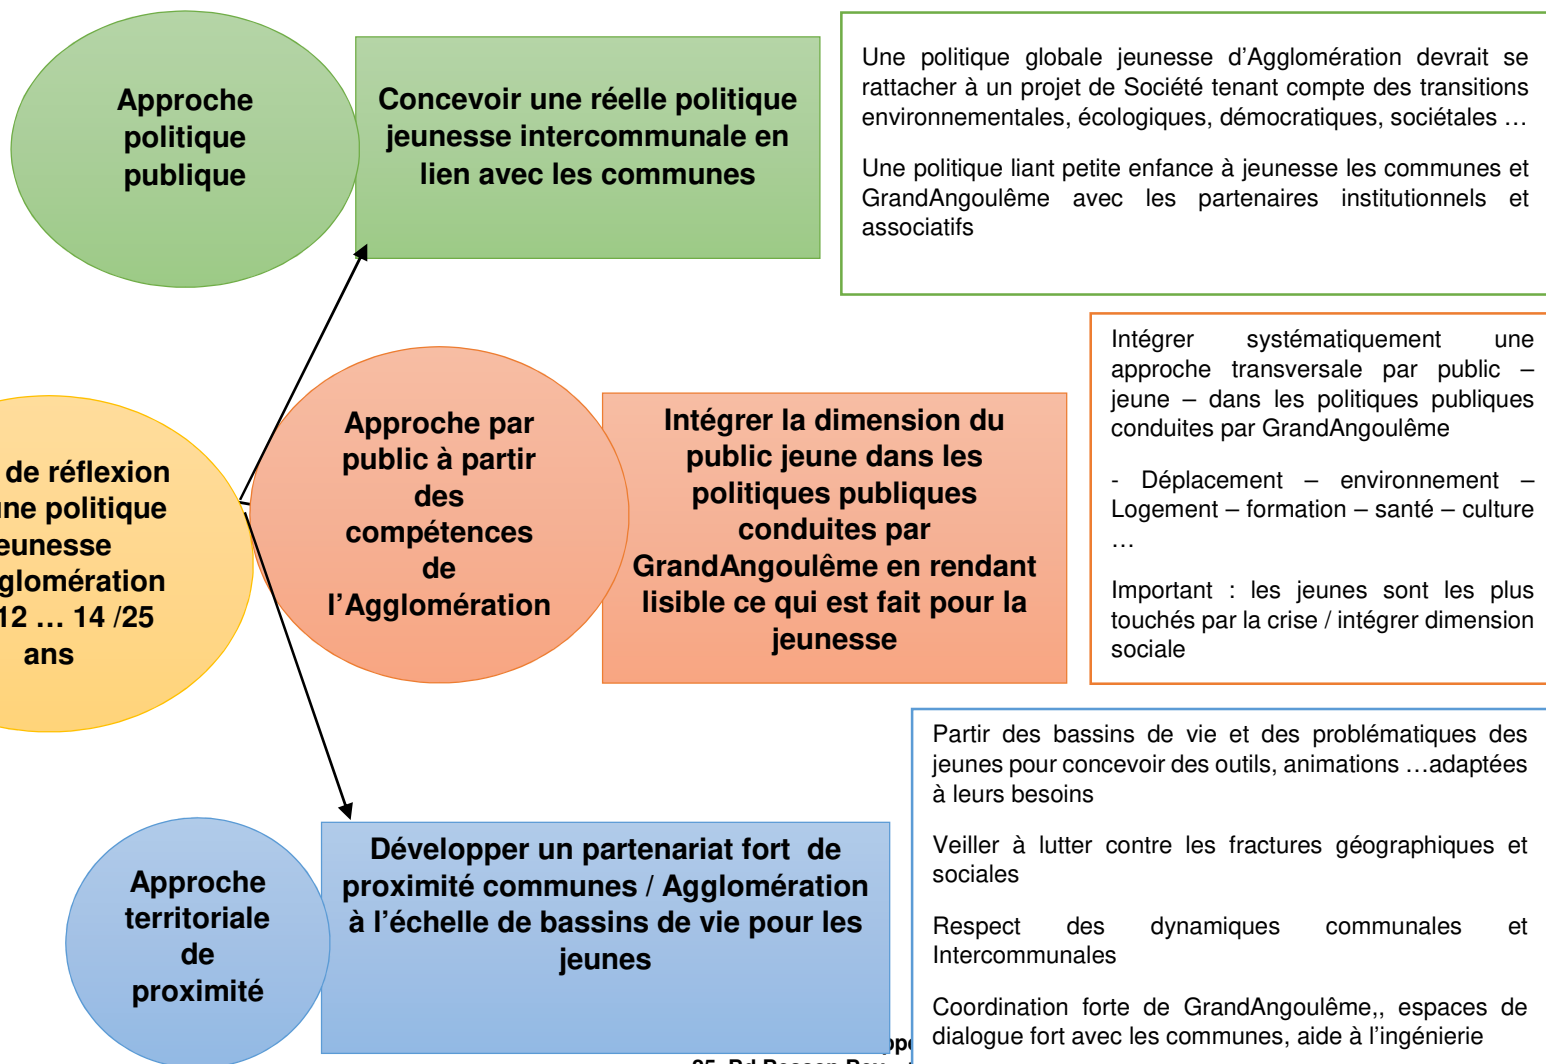 Approche
politique
publique
Concevoir une réelle politique
jeunesse intercommunale en
lien avec les communes
Une politique globale jeunesse d’Agglomération devrait se
rattacher à un projet de Société tenant compte des transitions
environnementales, écologiques, démocratiques, sociétales …
Une politique liant petite enfance à jeunesse les communes et
GrandAngoulême avec les partenaires institutionnels et
associatifs
de réflexion
politique
12 … 14 /25
ans
Approche par
public à partir
des
compétences
de
l’Agglomération
Intégrer la dimension du
public jeune dans les
politiques publiques
conduites par
GrandAngoulême en rendant
lisible ce qui est fait pour la
jeunesse
Intégrer systématiquement une
approche transversale par public –
jeune – dans les politiques publiques
conduites par GrandAngoulême
- Déplacement – environnement –
Logement – formation – santé – culture
…
Important : les jeunes sont les plus
touchés par la crise / intégrer dimension
sociale
Approche
territoriale
de
proximité
Développer un partenariat fort de
proximité communes / Agglomération
à l’échelle de bassins de vie pour les
jeunes
Partir des bassins de vie et des problématiques des
jeunes pour concevoir des outils, animations …adaptées
à leurs besoins
Veiller à lutter contre les fractures géographiques et
sociales
Respect des dynamiques communales et
Intercommunales
Coordination forte de GrandAngoulême,, espaces de
dialogue fort avec les communes, aide à l’ingénierie